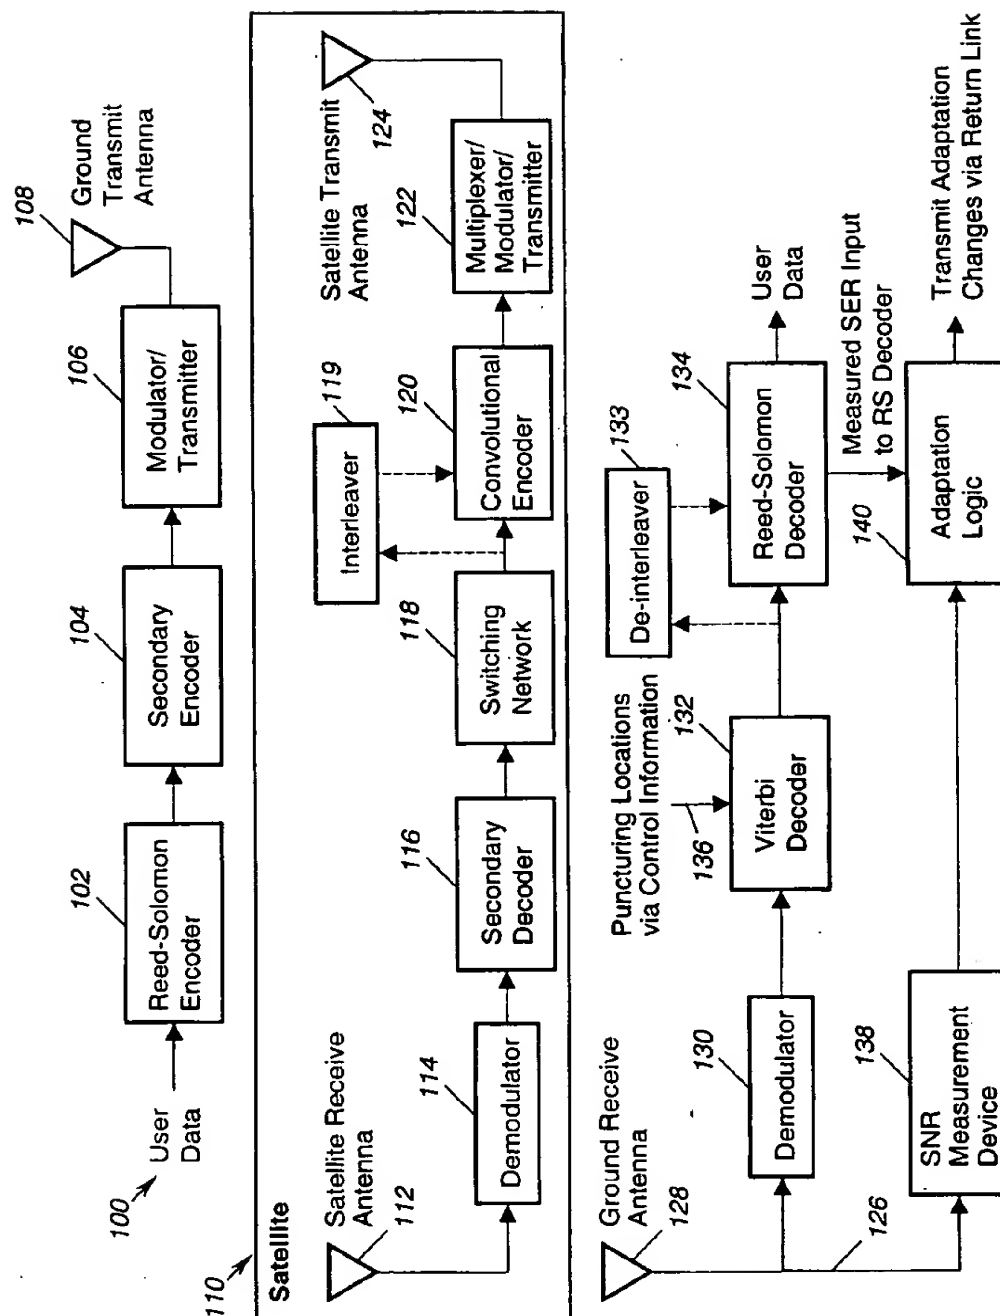 100
User
Data
102
Reed-Solomon
Encoder
104
Secondary
Encoder
106
Modulator/
Transmitter
108
Ground
Transmit
Antenna
110
Satellite
Satellite Receive
Antenna
112
114
Demodulator
116
Secondary
Decoder
118
Switching
Network
119
Interleaver
120
Convolutional
Encoder
122
Multiplexer/
Modulator/
Transmitter
Satellite Transmit
Antenna
124
Ground Receive
Antenna
128
126
130
Demodulator
Puncturing Locations
via Control Information
136
132
Viterbi
Decoder
133
De-interleaver
134
Reed-Solomon
Decoder
User
Data
Measured SER Input
to RS Decoder
138
SNR
Measurement
Device
140
Adaptation
Logic
Transmit Adaptation
Changes via Return Link